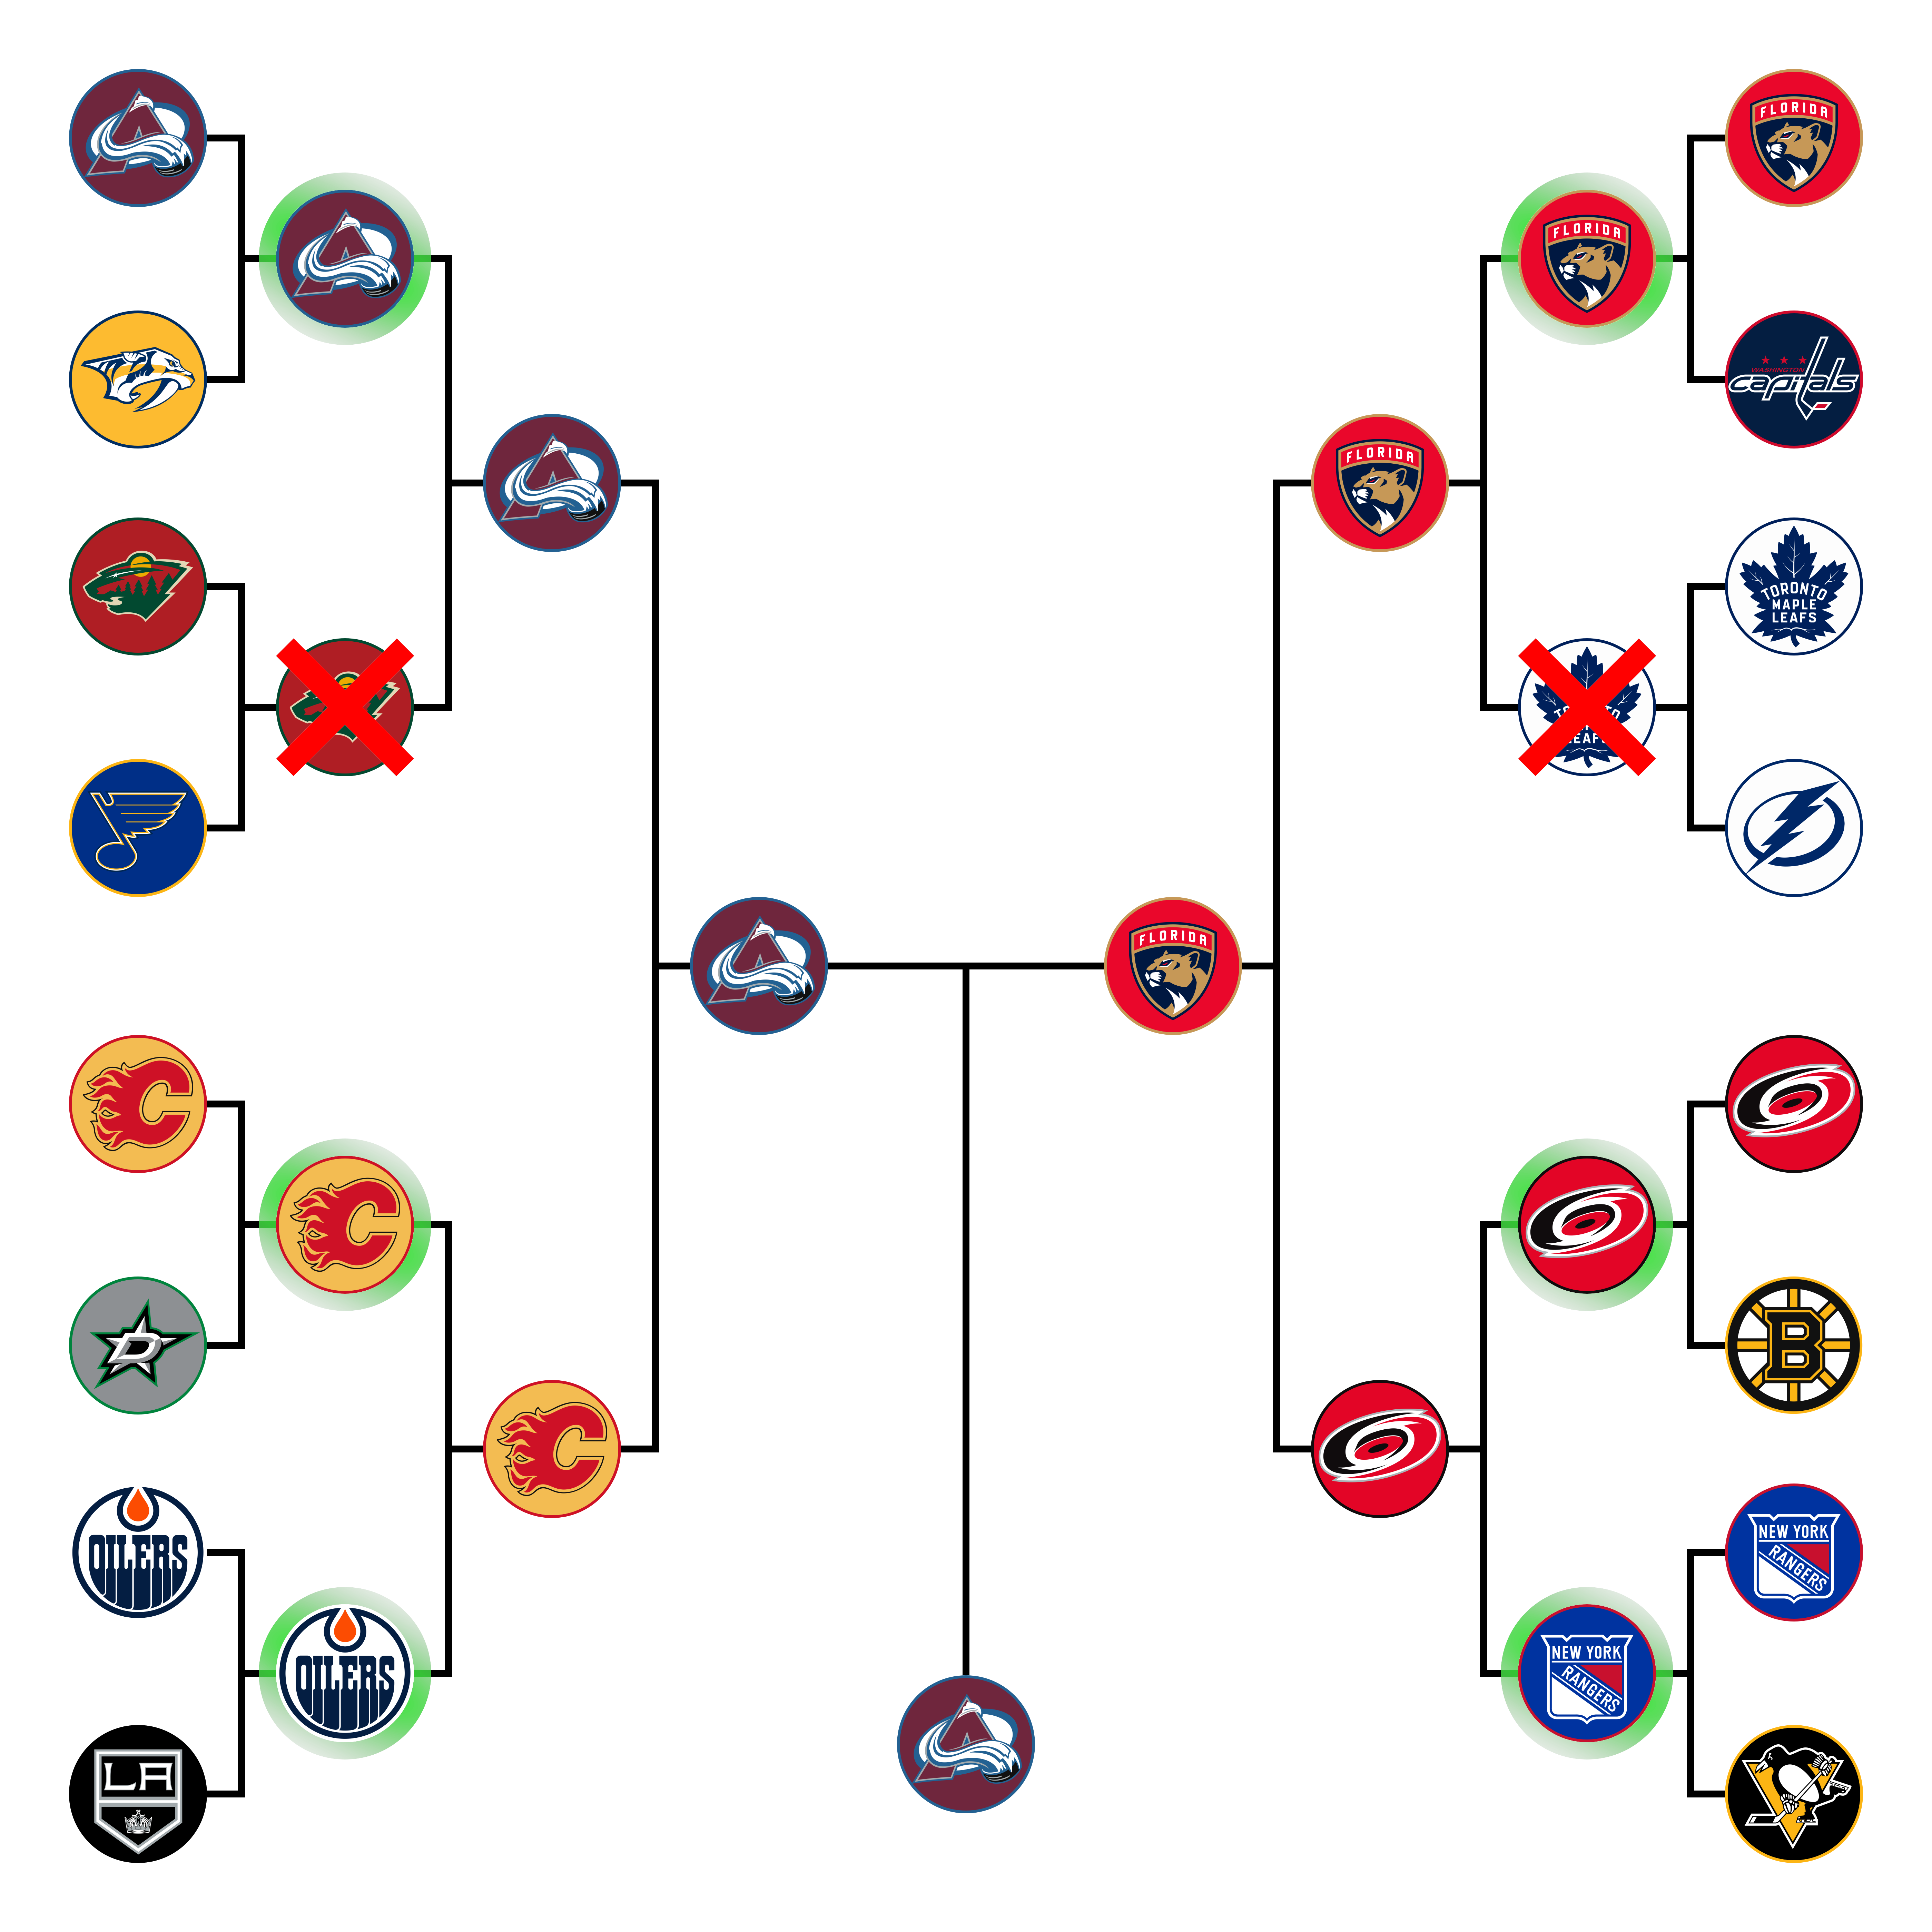 A
FLORIDA
A
FLORIDA
WASHINGTON
capitals
A
FLORIDA
TORONTO
MAPLE
LEAFS
A
FLORIDA
C
C
D
B
C
OILERS
NEW YORK
RANGERS
OILERS
NEW YORK
RANGERS
A
LA